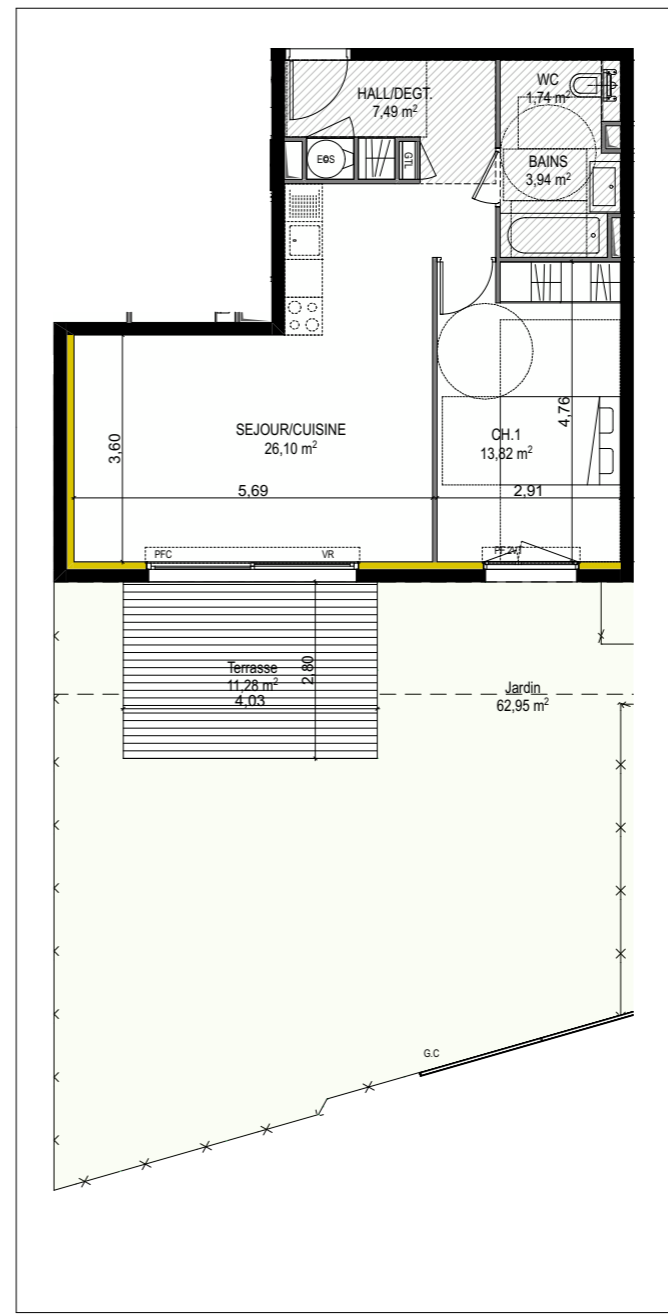 WC
1,74 m²
HALL/DEGT.
7,49 m²
BAINS
3,94 m²
GTL
SEJOUR/CUISINE
26,10 m²
CH.1
13,82 m²
4,76
3,60
5,69
2,91
PFC
VR
Terrasse
11,28 m²
4,03
2,80
Jardin
62,95 m²
G.C